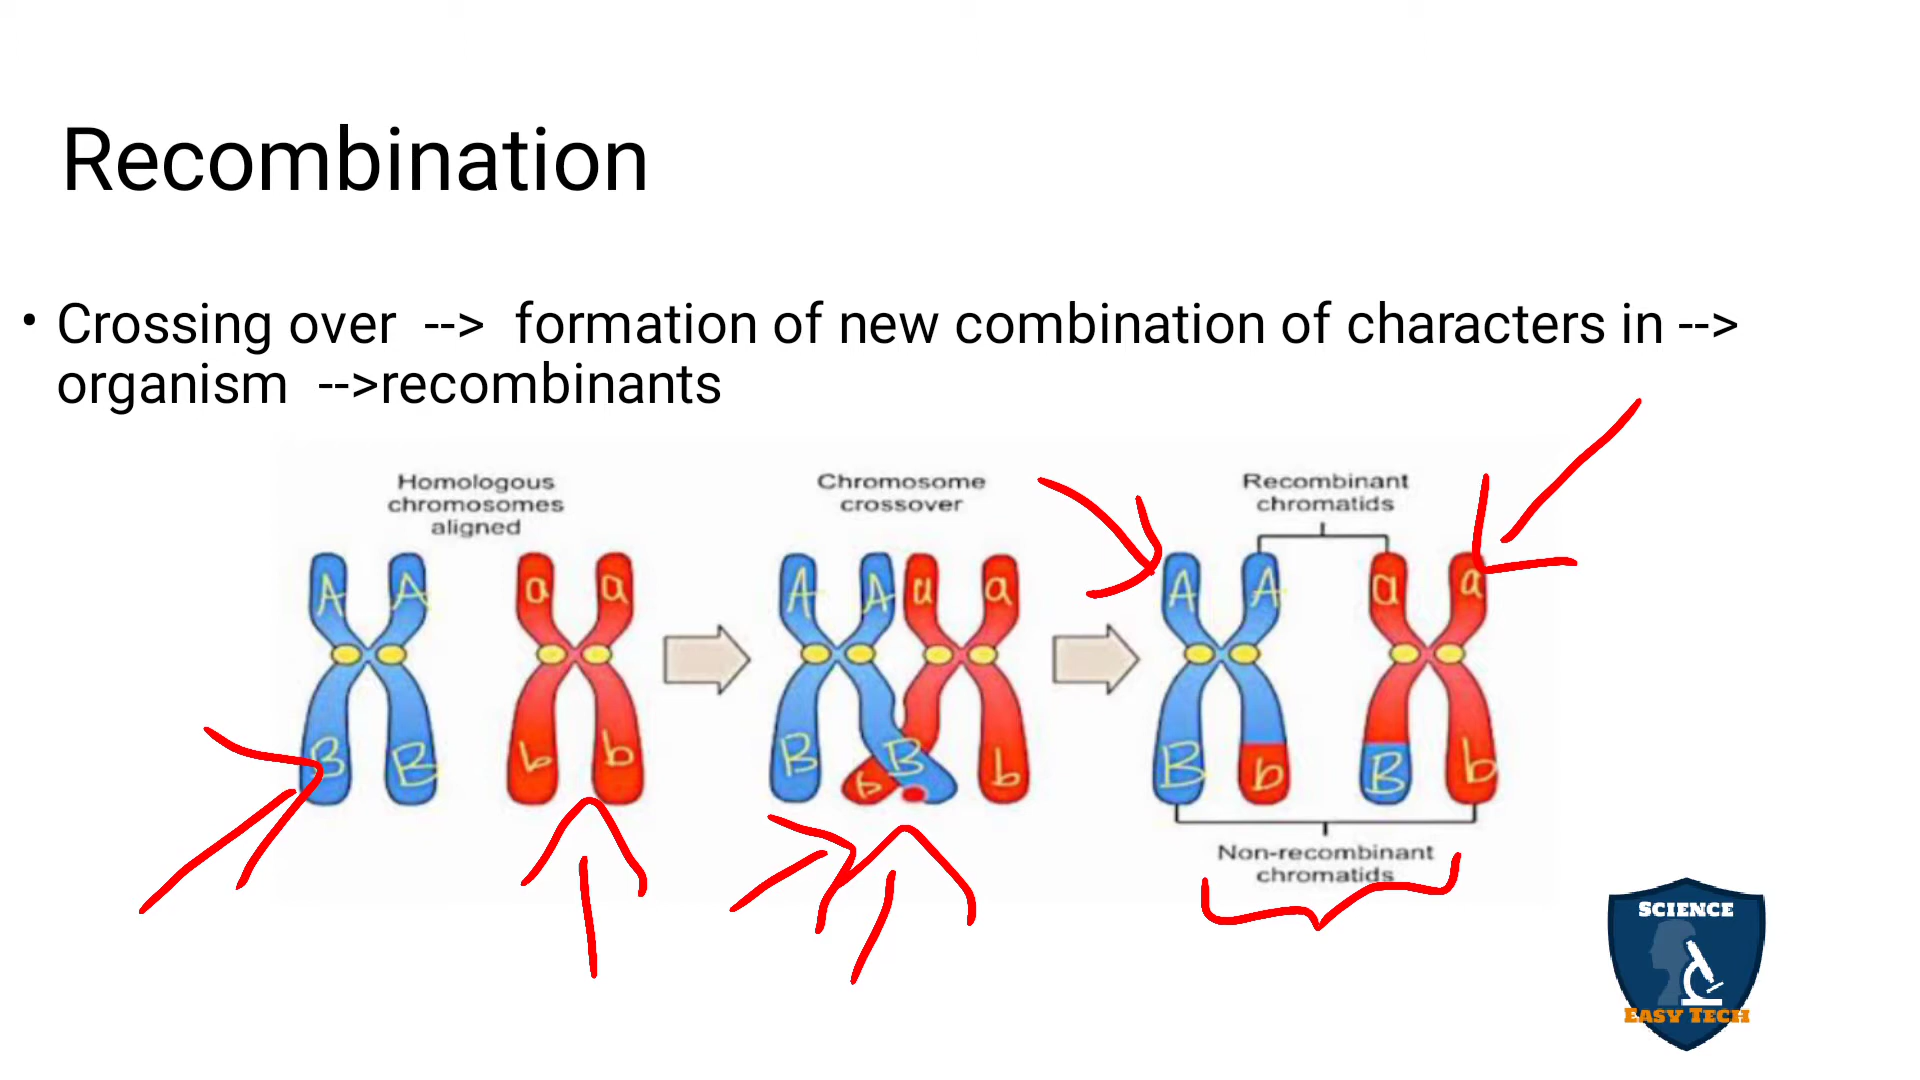 Recombination
• Crossing over --> formation of new combination of characters in -->
organism -->recombinants
Homologous
chromosomes
aligned
Chromosome
crossover
Recombinant
chromatids
A A a a
A A a a
A A a a
B B b b
B b B b
B b B b
Non-recombinant
chromatids
SCIENCE
EASY TECH